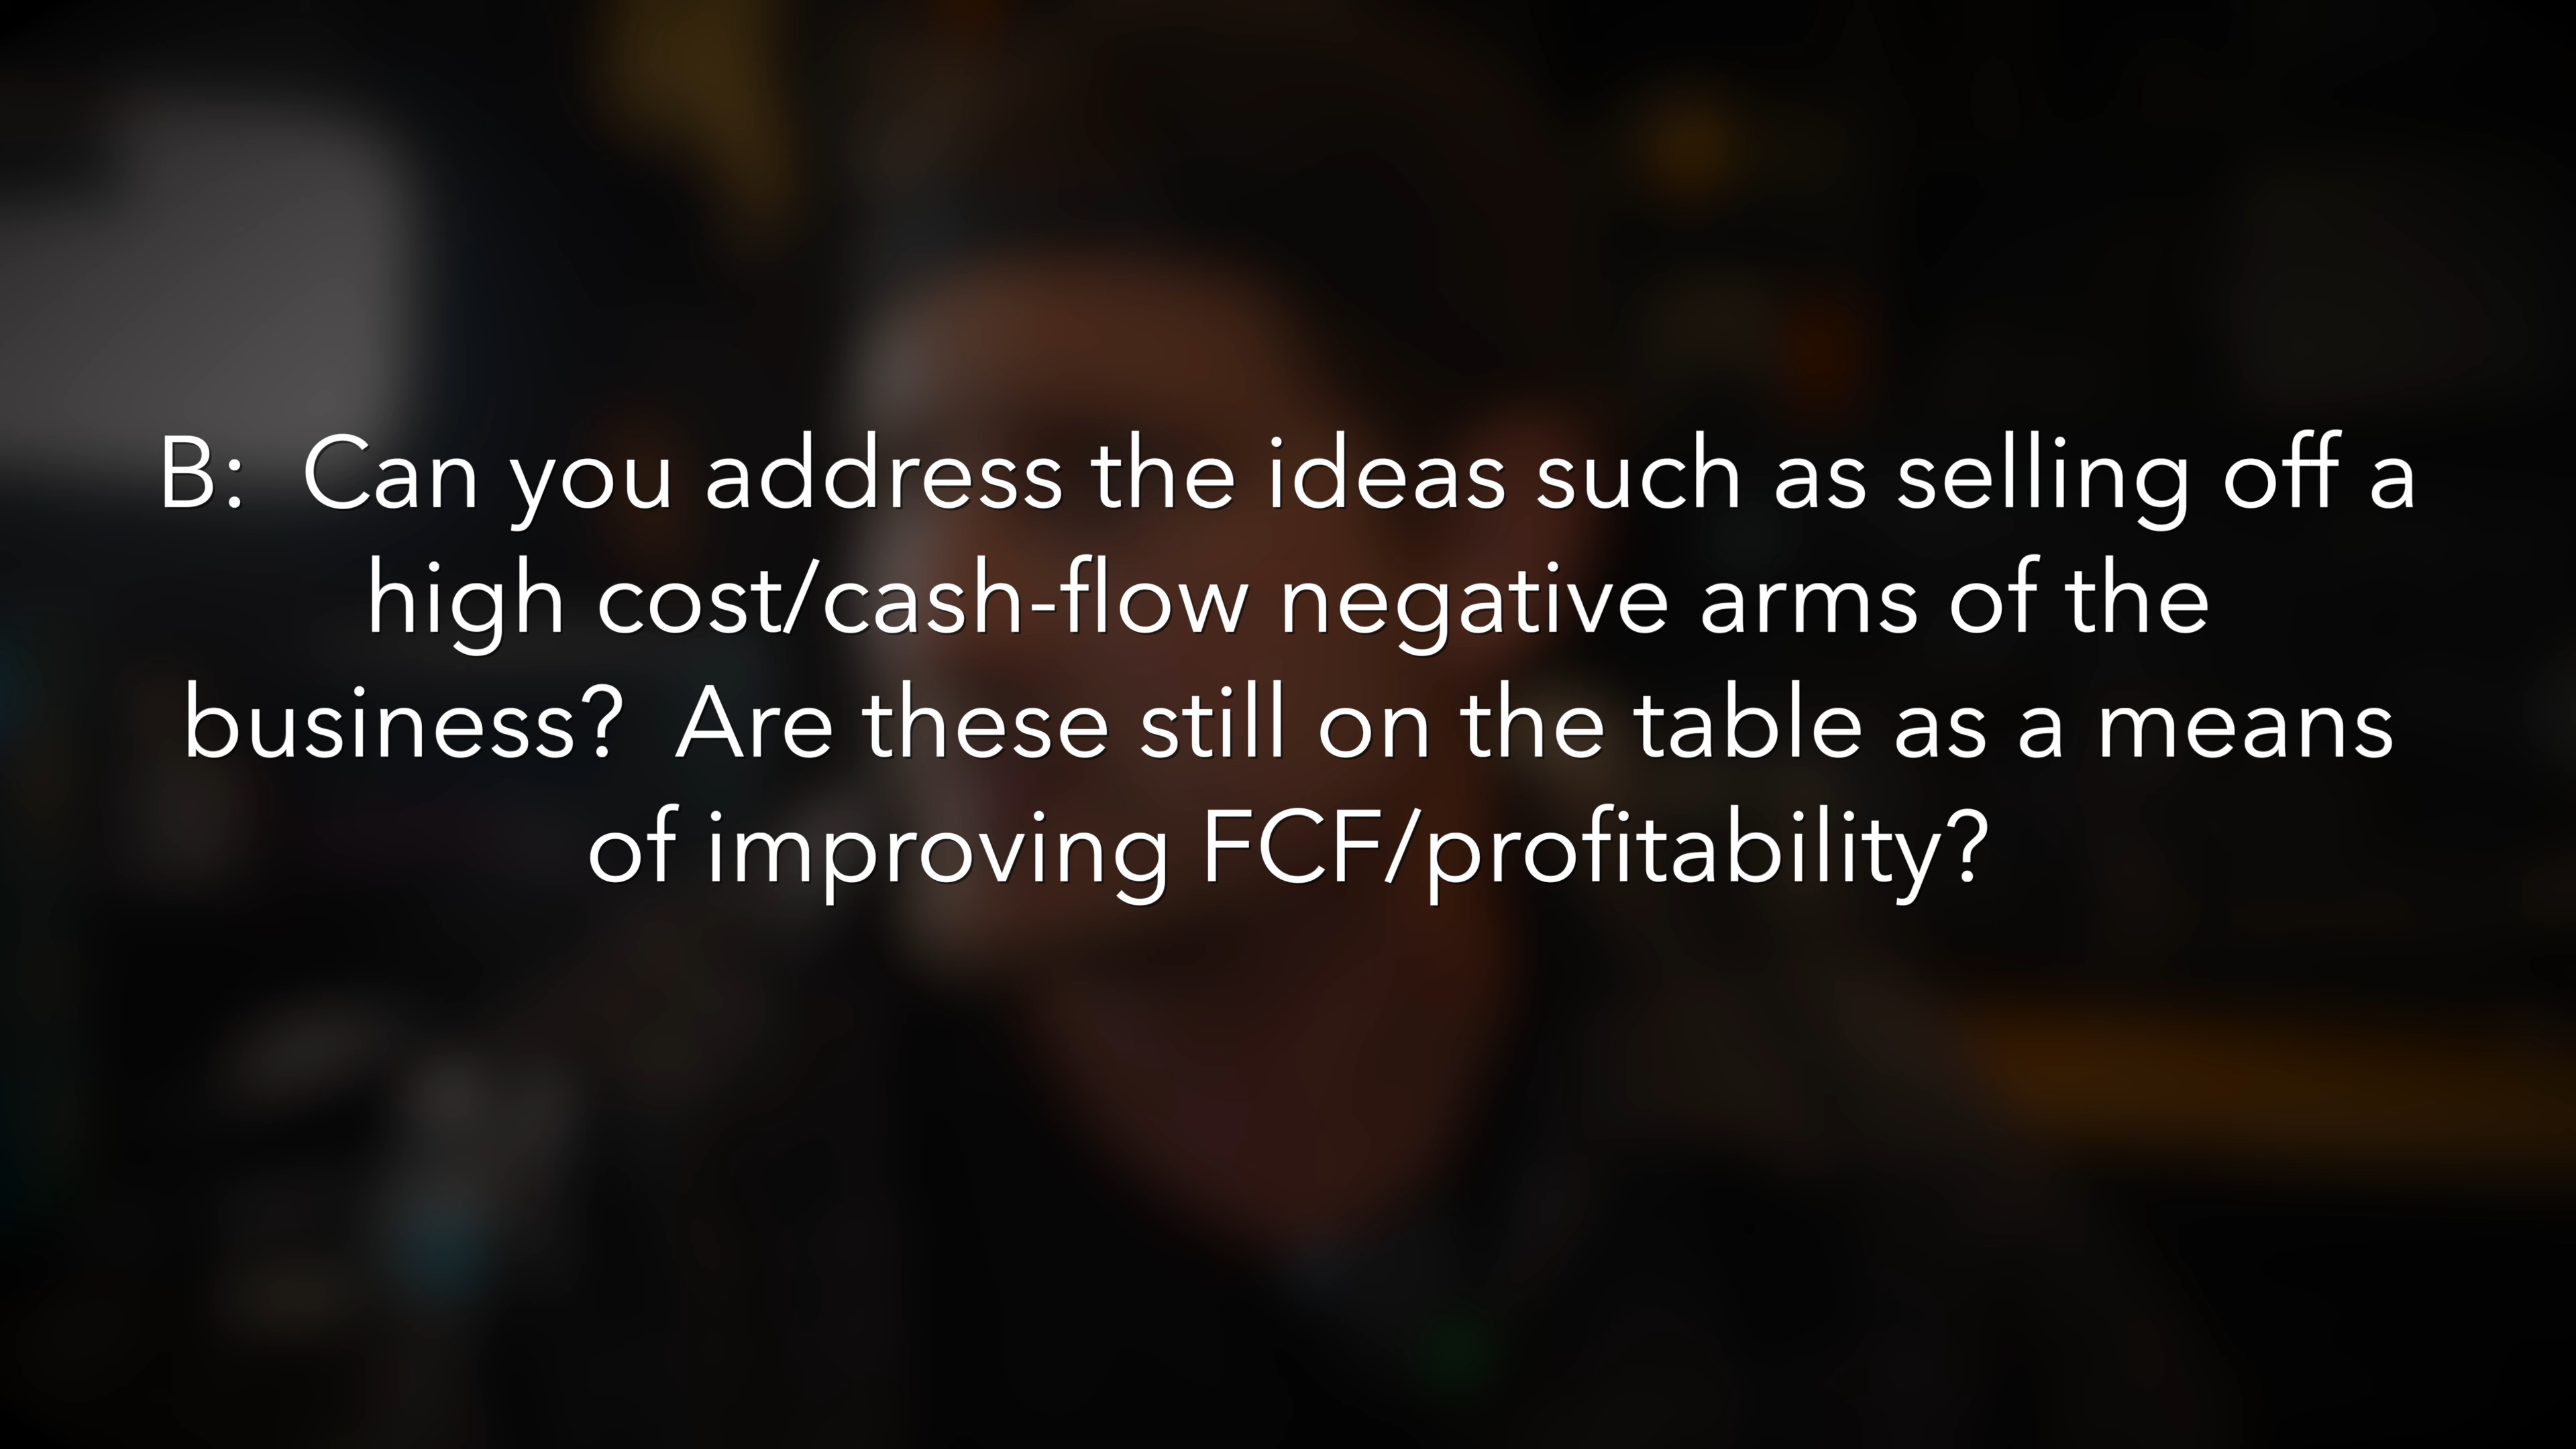 B:  Can you address the ideas such as selling off a
high cost/cash-flow negative arms of the
business?  Are these still on the table as a means
of improving FCF/profitability?